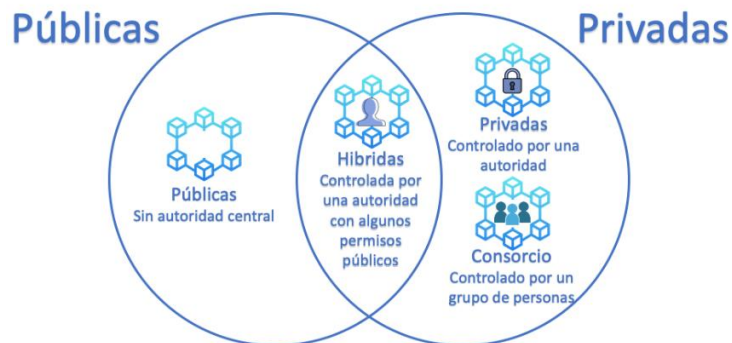 Públicas
Privadas
Públicas
Sin autoridad central
Hibridas
Controlada por
una autoridad
con algunos
permisos
públicos
Privadas
Controlado por una
autoridad
Consorcio
Controlado por un
grupo de personas